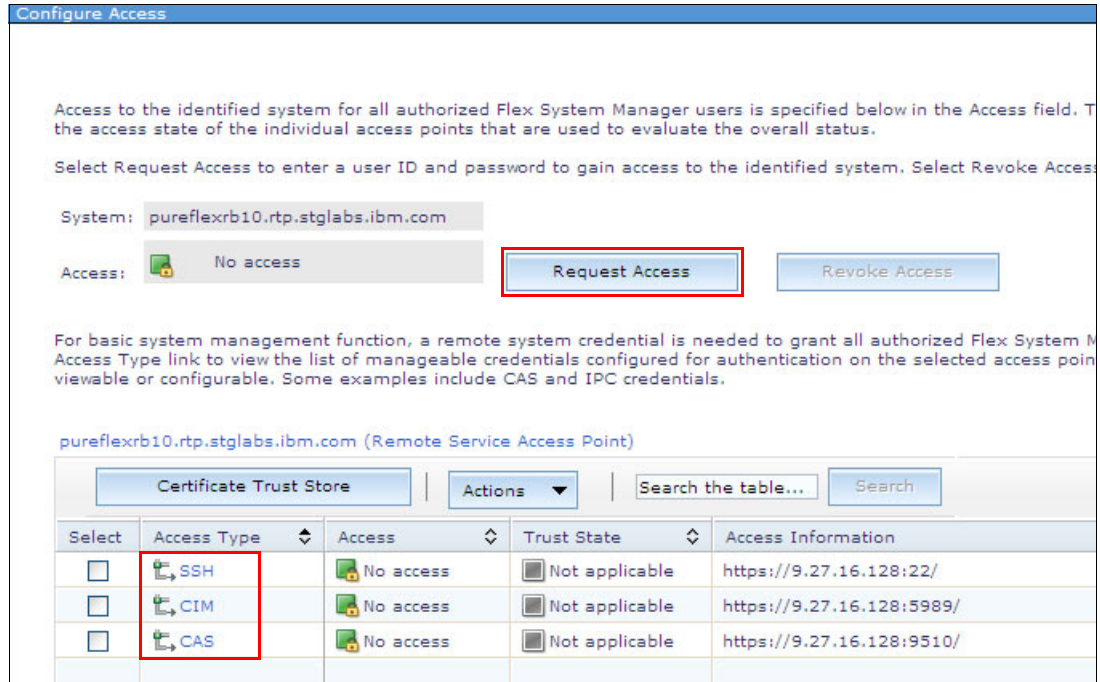 Configure Access
Access to the identified system for all authorized Flex System Manager users is specified below in the Access field. T
the access state of the individual access points that are used to evaluate the overall status.
Select Request Access to enter a user ID and password to gain access to the identified system. Select Revoke Access
System: pureflexrb10.rtp.stglabs.ibm.com
Access: No access Request Access Revoke Access
For basic system management function, a remote system credential is needed to grant all authorized Flex System M
Access Type link to view the list of manageable credentials configured for authentication on the selected access poin
viewable or configurable. Some examples include CAS and IPC credentials.
pureflexrb10.rtp.stglabs.ibm.com (Remote Service Access Point)
Certificate Trust Store Actions Search the table... Search
Select Access Type Access Trust State Access Information
SSH No access Not applicable https://9.27.16.128:22/
CIM No access Not applicable https://9.27.16.128:5989/
CAS No access Not applicable https://9.27.16.128:9510/